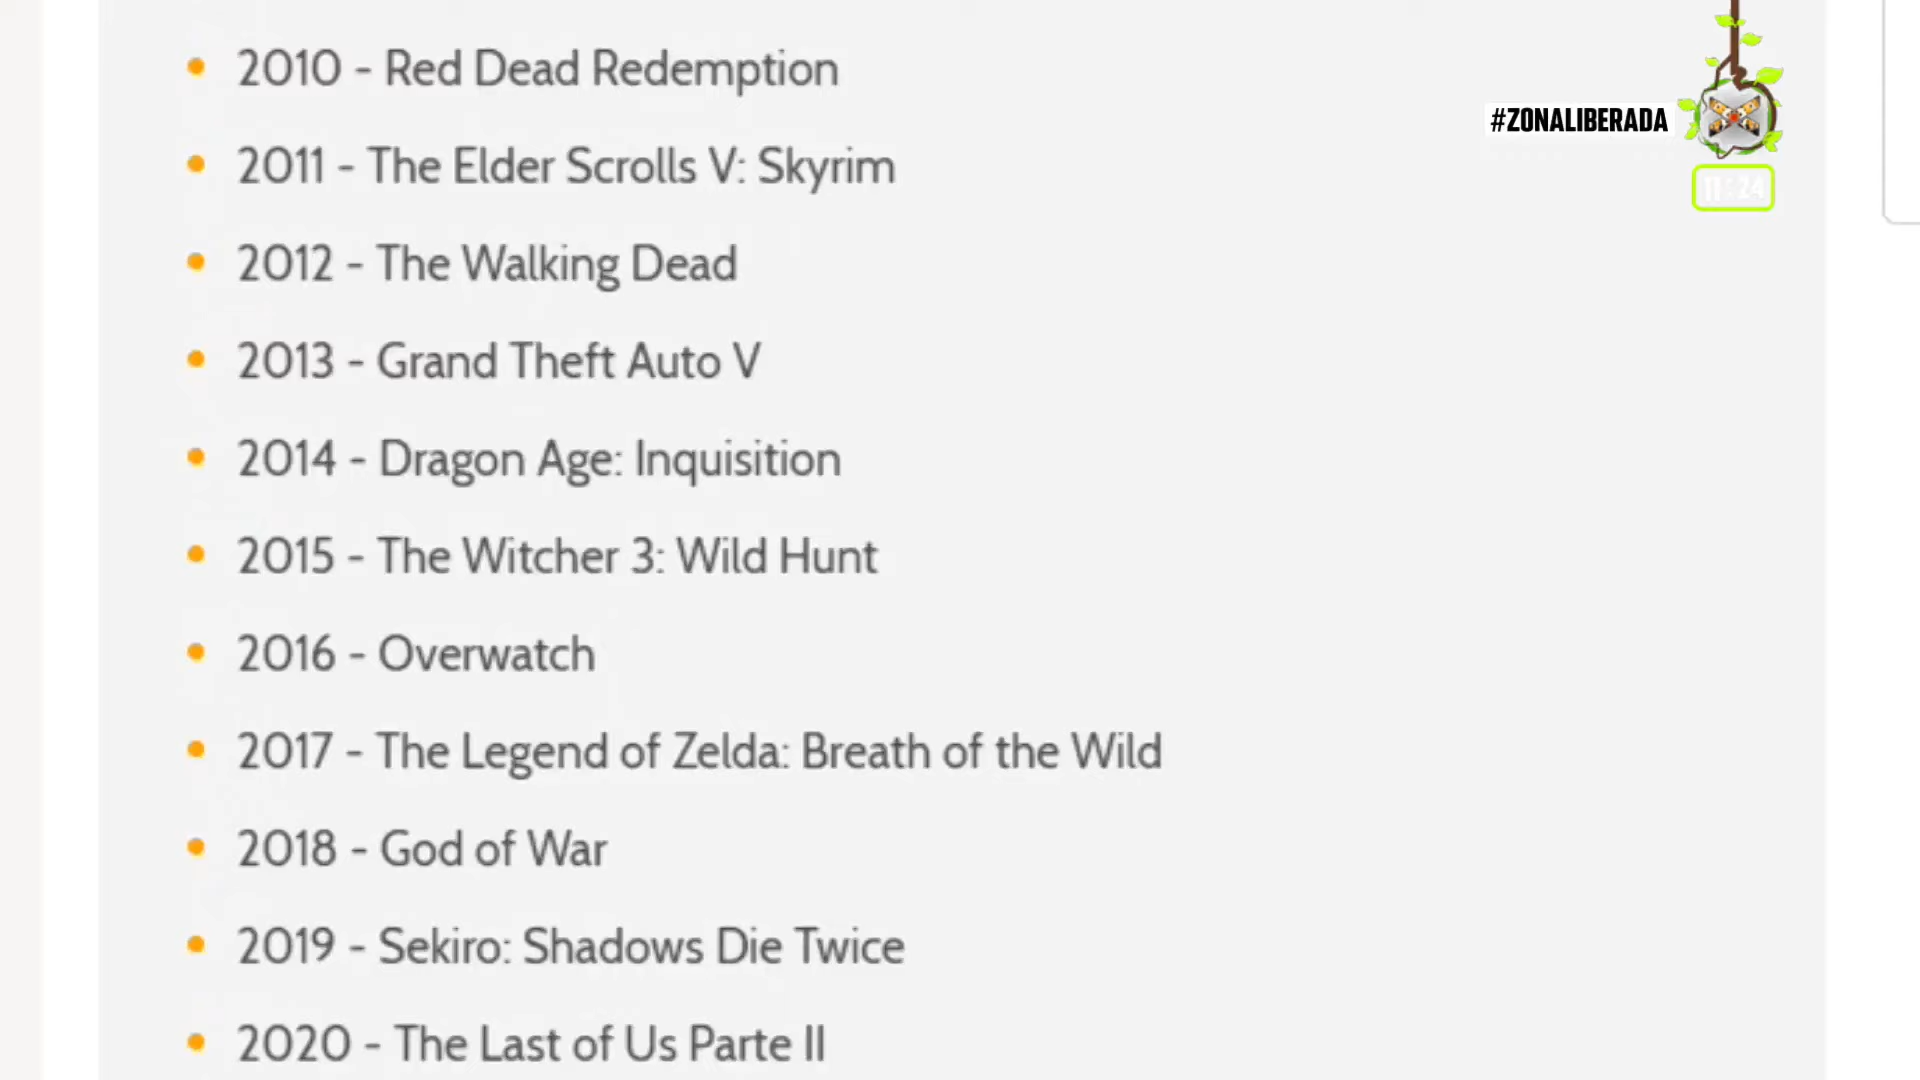 2010 - Red Dead Redemption
#ZONALIBERADA
2011 - The Elder Scrolls V: Skyrim
11:24
2012 - The Walking Dead
2013 - Grand Theft Auto V
2014 - Dragon Age: Inquisition
2015 - The Witcher 3: Wild Hunt
2016 - Overwatch
2017 - The Legend of Zelda: Breath of the Wild
2018 - God of War
2019 - Sekiro: Shadows Die Twice
2020 - The Last of Us Parte II